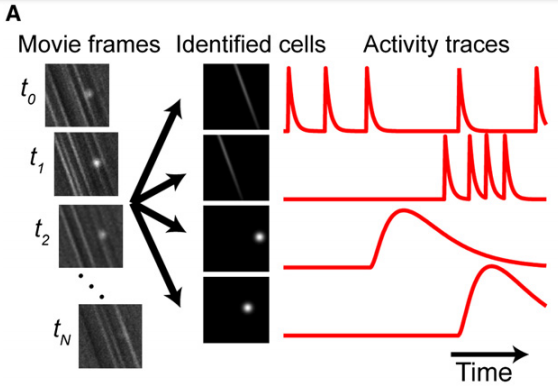 A
Movie frames
Identified cells
Activity traces
t0
t1
t2
tN
Time